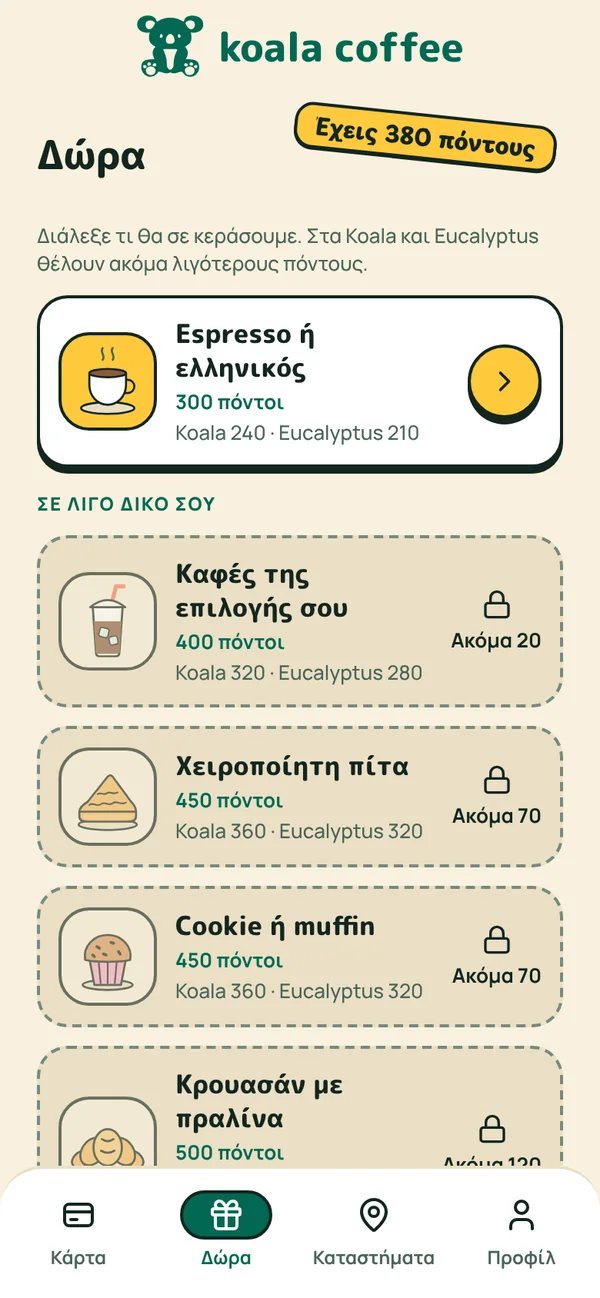 koala coffee
Έχεις 380 πόντους
Δώρα
Διάλεξε τι θα σε κεράσουμε. Στα Koala και Eucalyptus
θέλουν ακόμα λιγότερους πόντους.
Espresso ή
ελληνικός
300 πόντοι
Koala 240 · Eucalyptus 210
ΣΕ ΛΙΓΟ ΔΙΚΟ ΣΟΥ
Καφές της
επιλογής σου
400 πόντοι
Koala 320 · Eucalyptus 280
Ακόμα 20
Χειροποίητη πίτα
450 πόντοι
Koala 360 · Eucalyptus 320
Ακόμα 70
Cookie ή muffin
450 πόντοι
Koala 360 · Eucalyptus 320
Ακόμα 70
Κρουασάν με
πραλίνα
500 πόντοι
Ακόμα 120
Κάρτα
Δώρα
Καταστήματα
Προφίλ